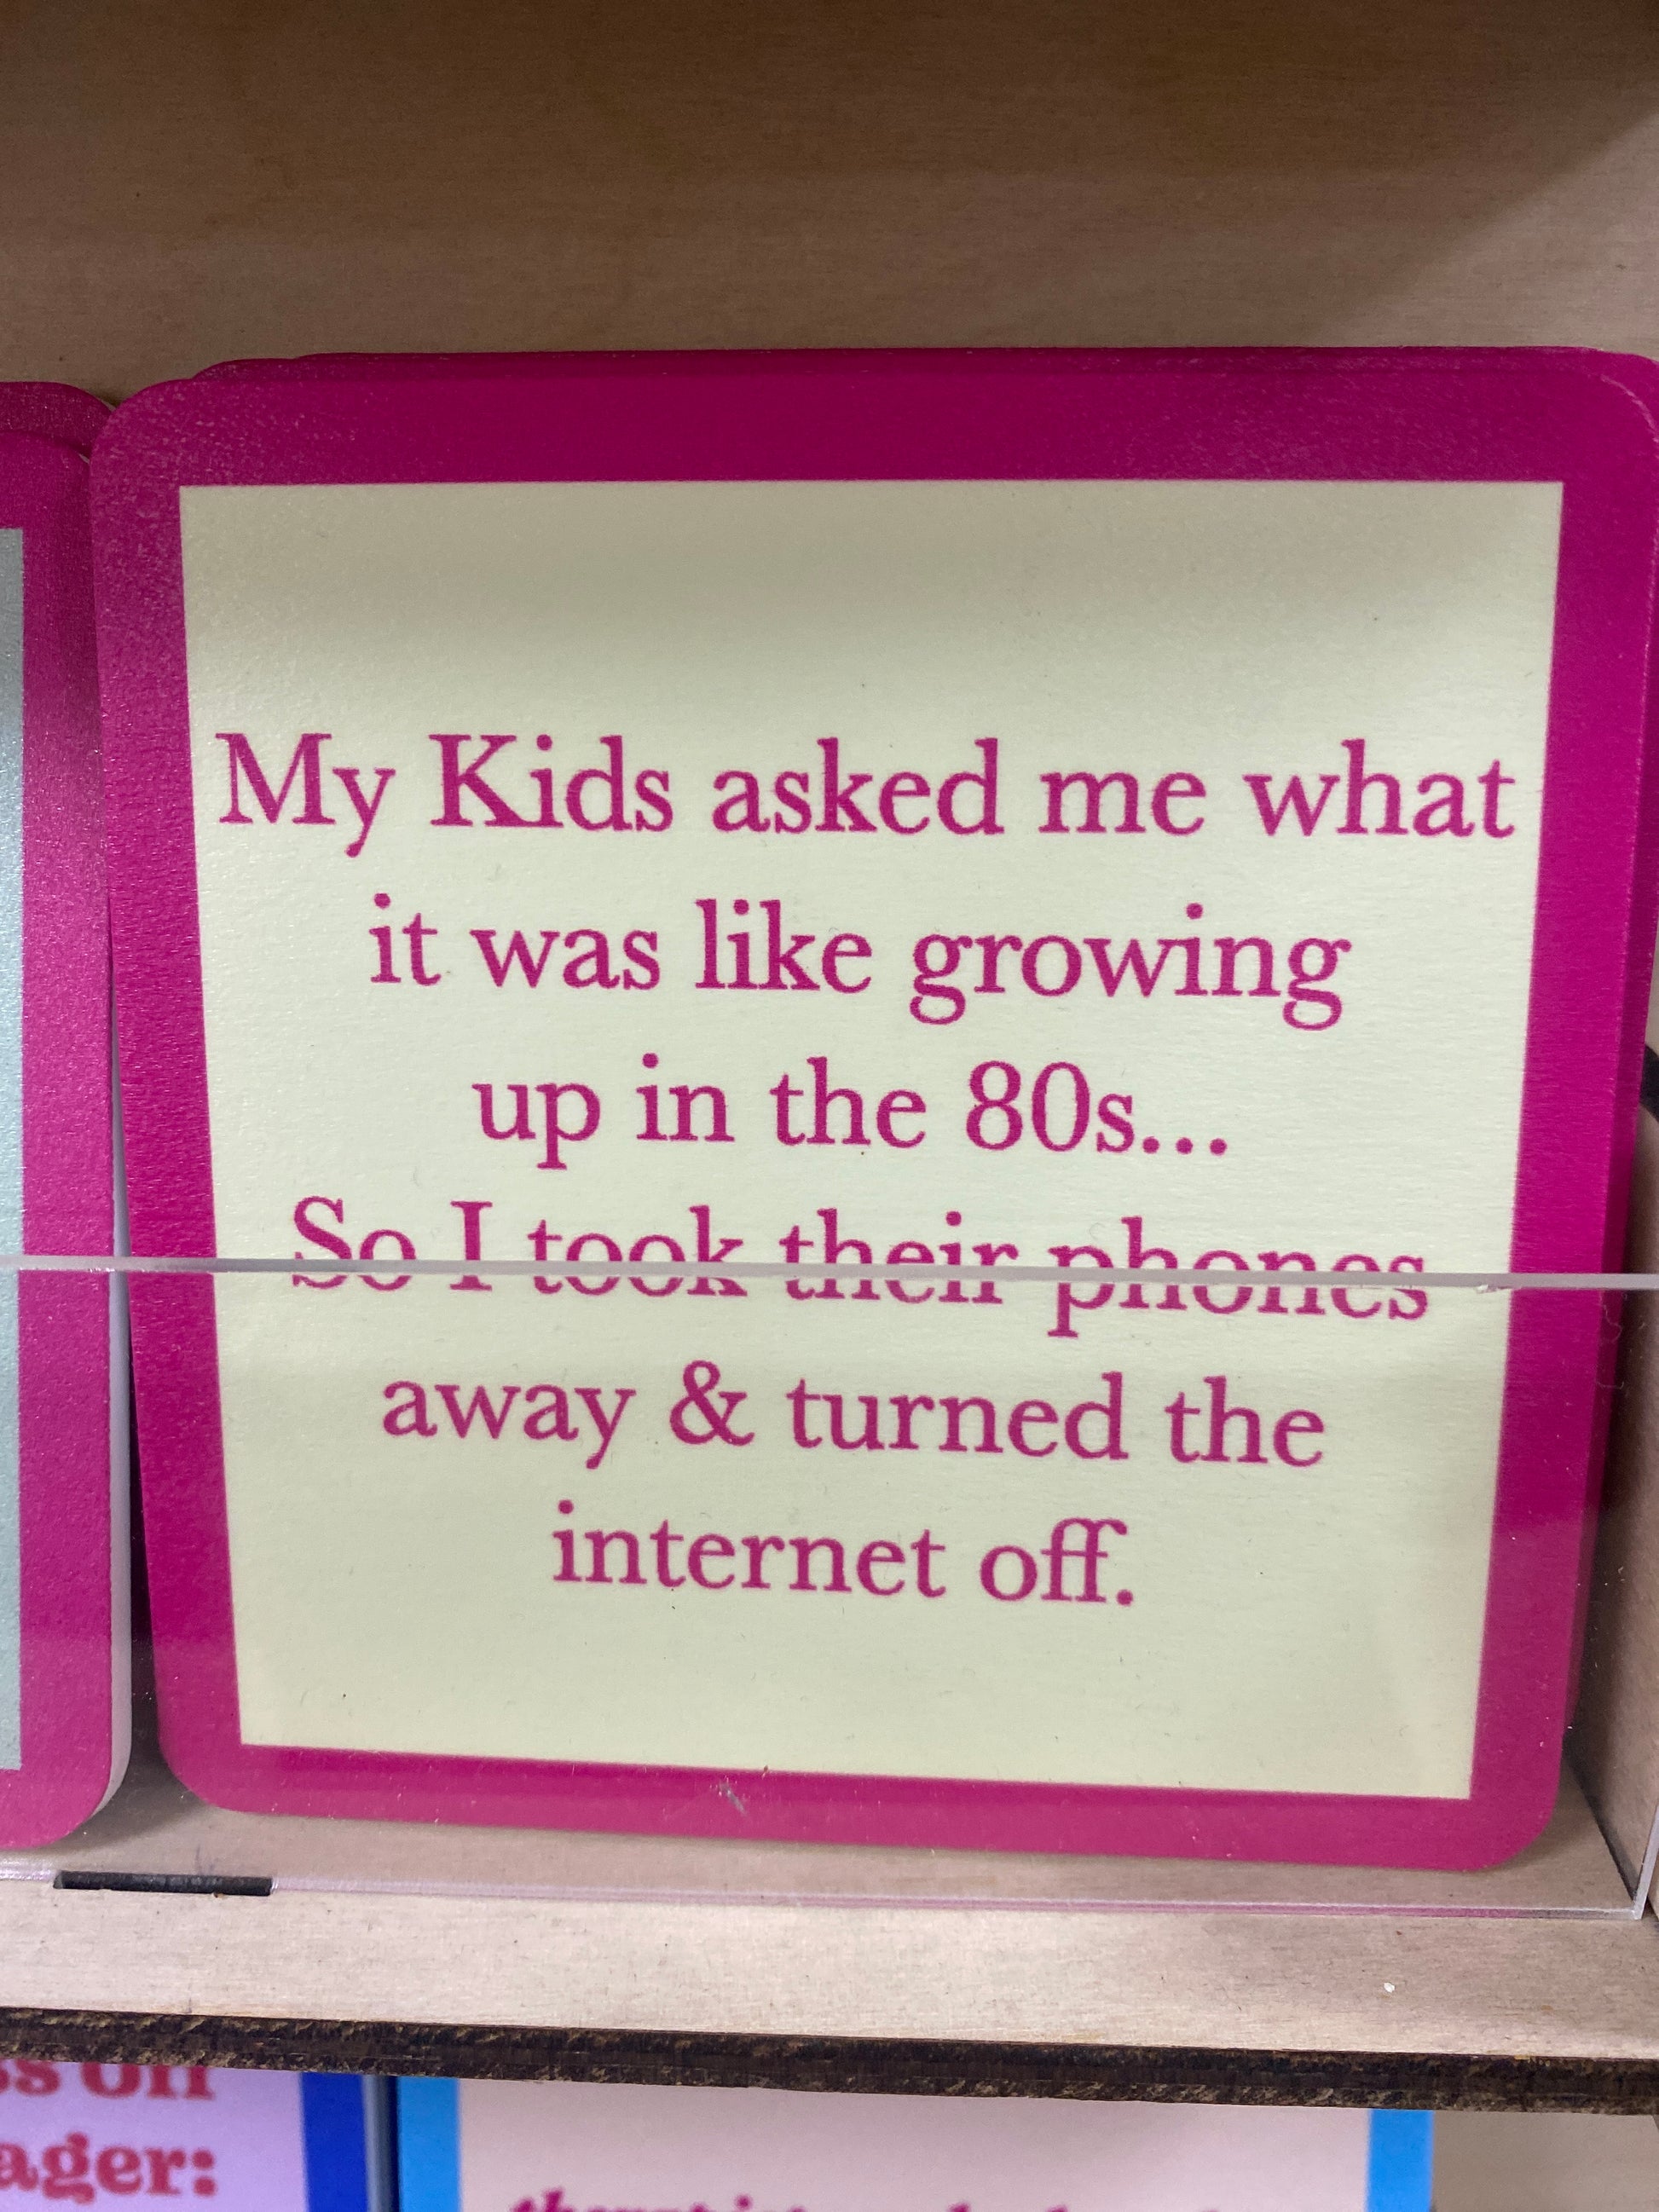 My Kids asked me what
it was like growing
up in the 80s...
So I took their phones
away & turned the
internet off.